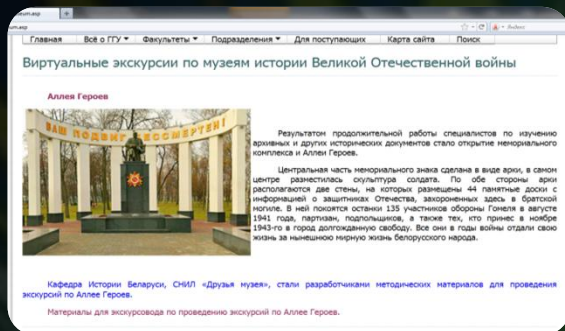 museum.asp
um.asp
Яндекс
Главная Всё о ГГУ Факультеты Подразделения Для поступающих Карта сайта Поиск
Виртуальные экскурсии по музеям истории Великой Отечественной войны
Аллея Героев
ВАШ ПОДВИГ БЕССМЕРТЕН!
Результатом продолжительной работы специалистов по изучению
архивных и других исторических документов стало открытие мемориального
комплекса и Аллеи Героев.
Центральная часть мемориального знака сделана в виде арки, в самом
центре разместилась скульптура солдата. По обе стороны арки
располагаются две стены, на которых размещены 44 памятные доски с
информацией о защитниках Отечества, захороненных здесь в братской
могиле. В ней покоятся останки 135 участников обороны Гомеля в августе
1941 года, партизан, подпольщиков, а также тех, кто принес в ноябре
1943-го в город долгожданную свободу. Все они в годы войны отдали свою
жизнь за нынешнюю мирную жизнь белорусского народа.
Кафедра Истории Беларуси, СНИЛ «Друзья музея», стали разработчиками методических материалов для проведения
экскурсий по Аллее Героев.
Материалы для экскурсовода по проведению экскурсий по Аллее Героев.